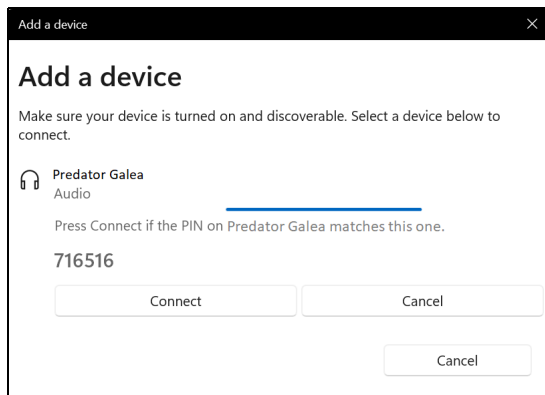 Add a device
Add a device
Make sure your device is turned on and discoverable. Select a device below to
connect.
Predator Galea
Audio
Press Connect if the PIN on Predator Galea matches this one.
716516
Connect Cancel
Cancel